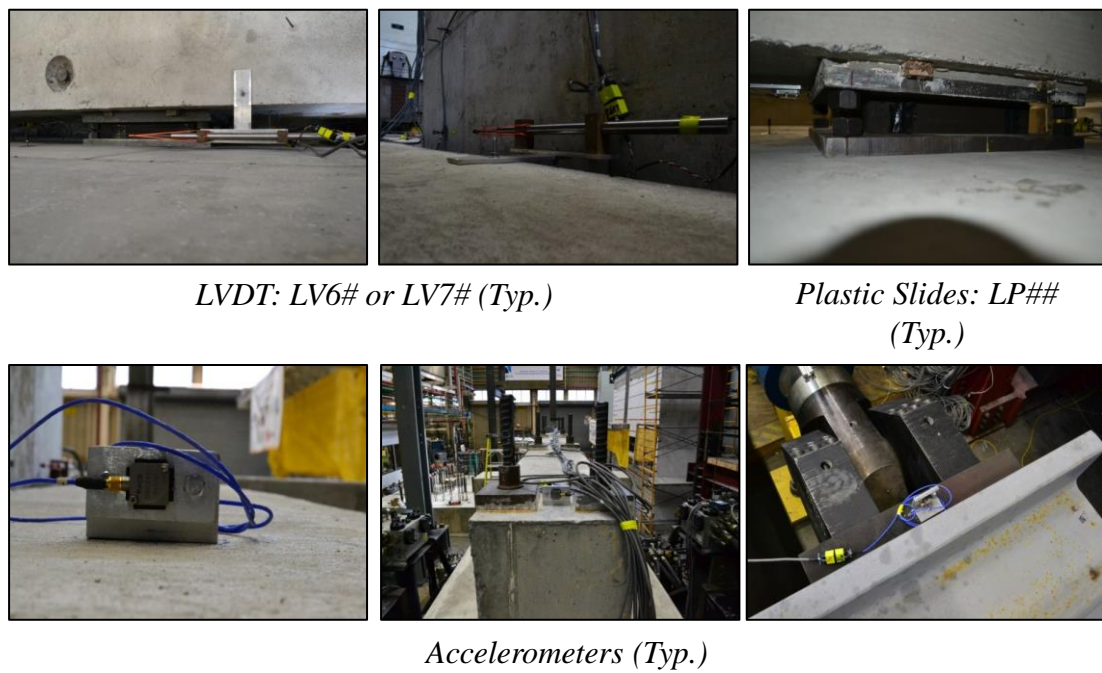 LVDT: LV6# or LV7# (Typ.)
Plastic Slides: LP##
(Typ.)
Accelerometers (Typ.)